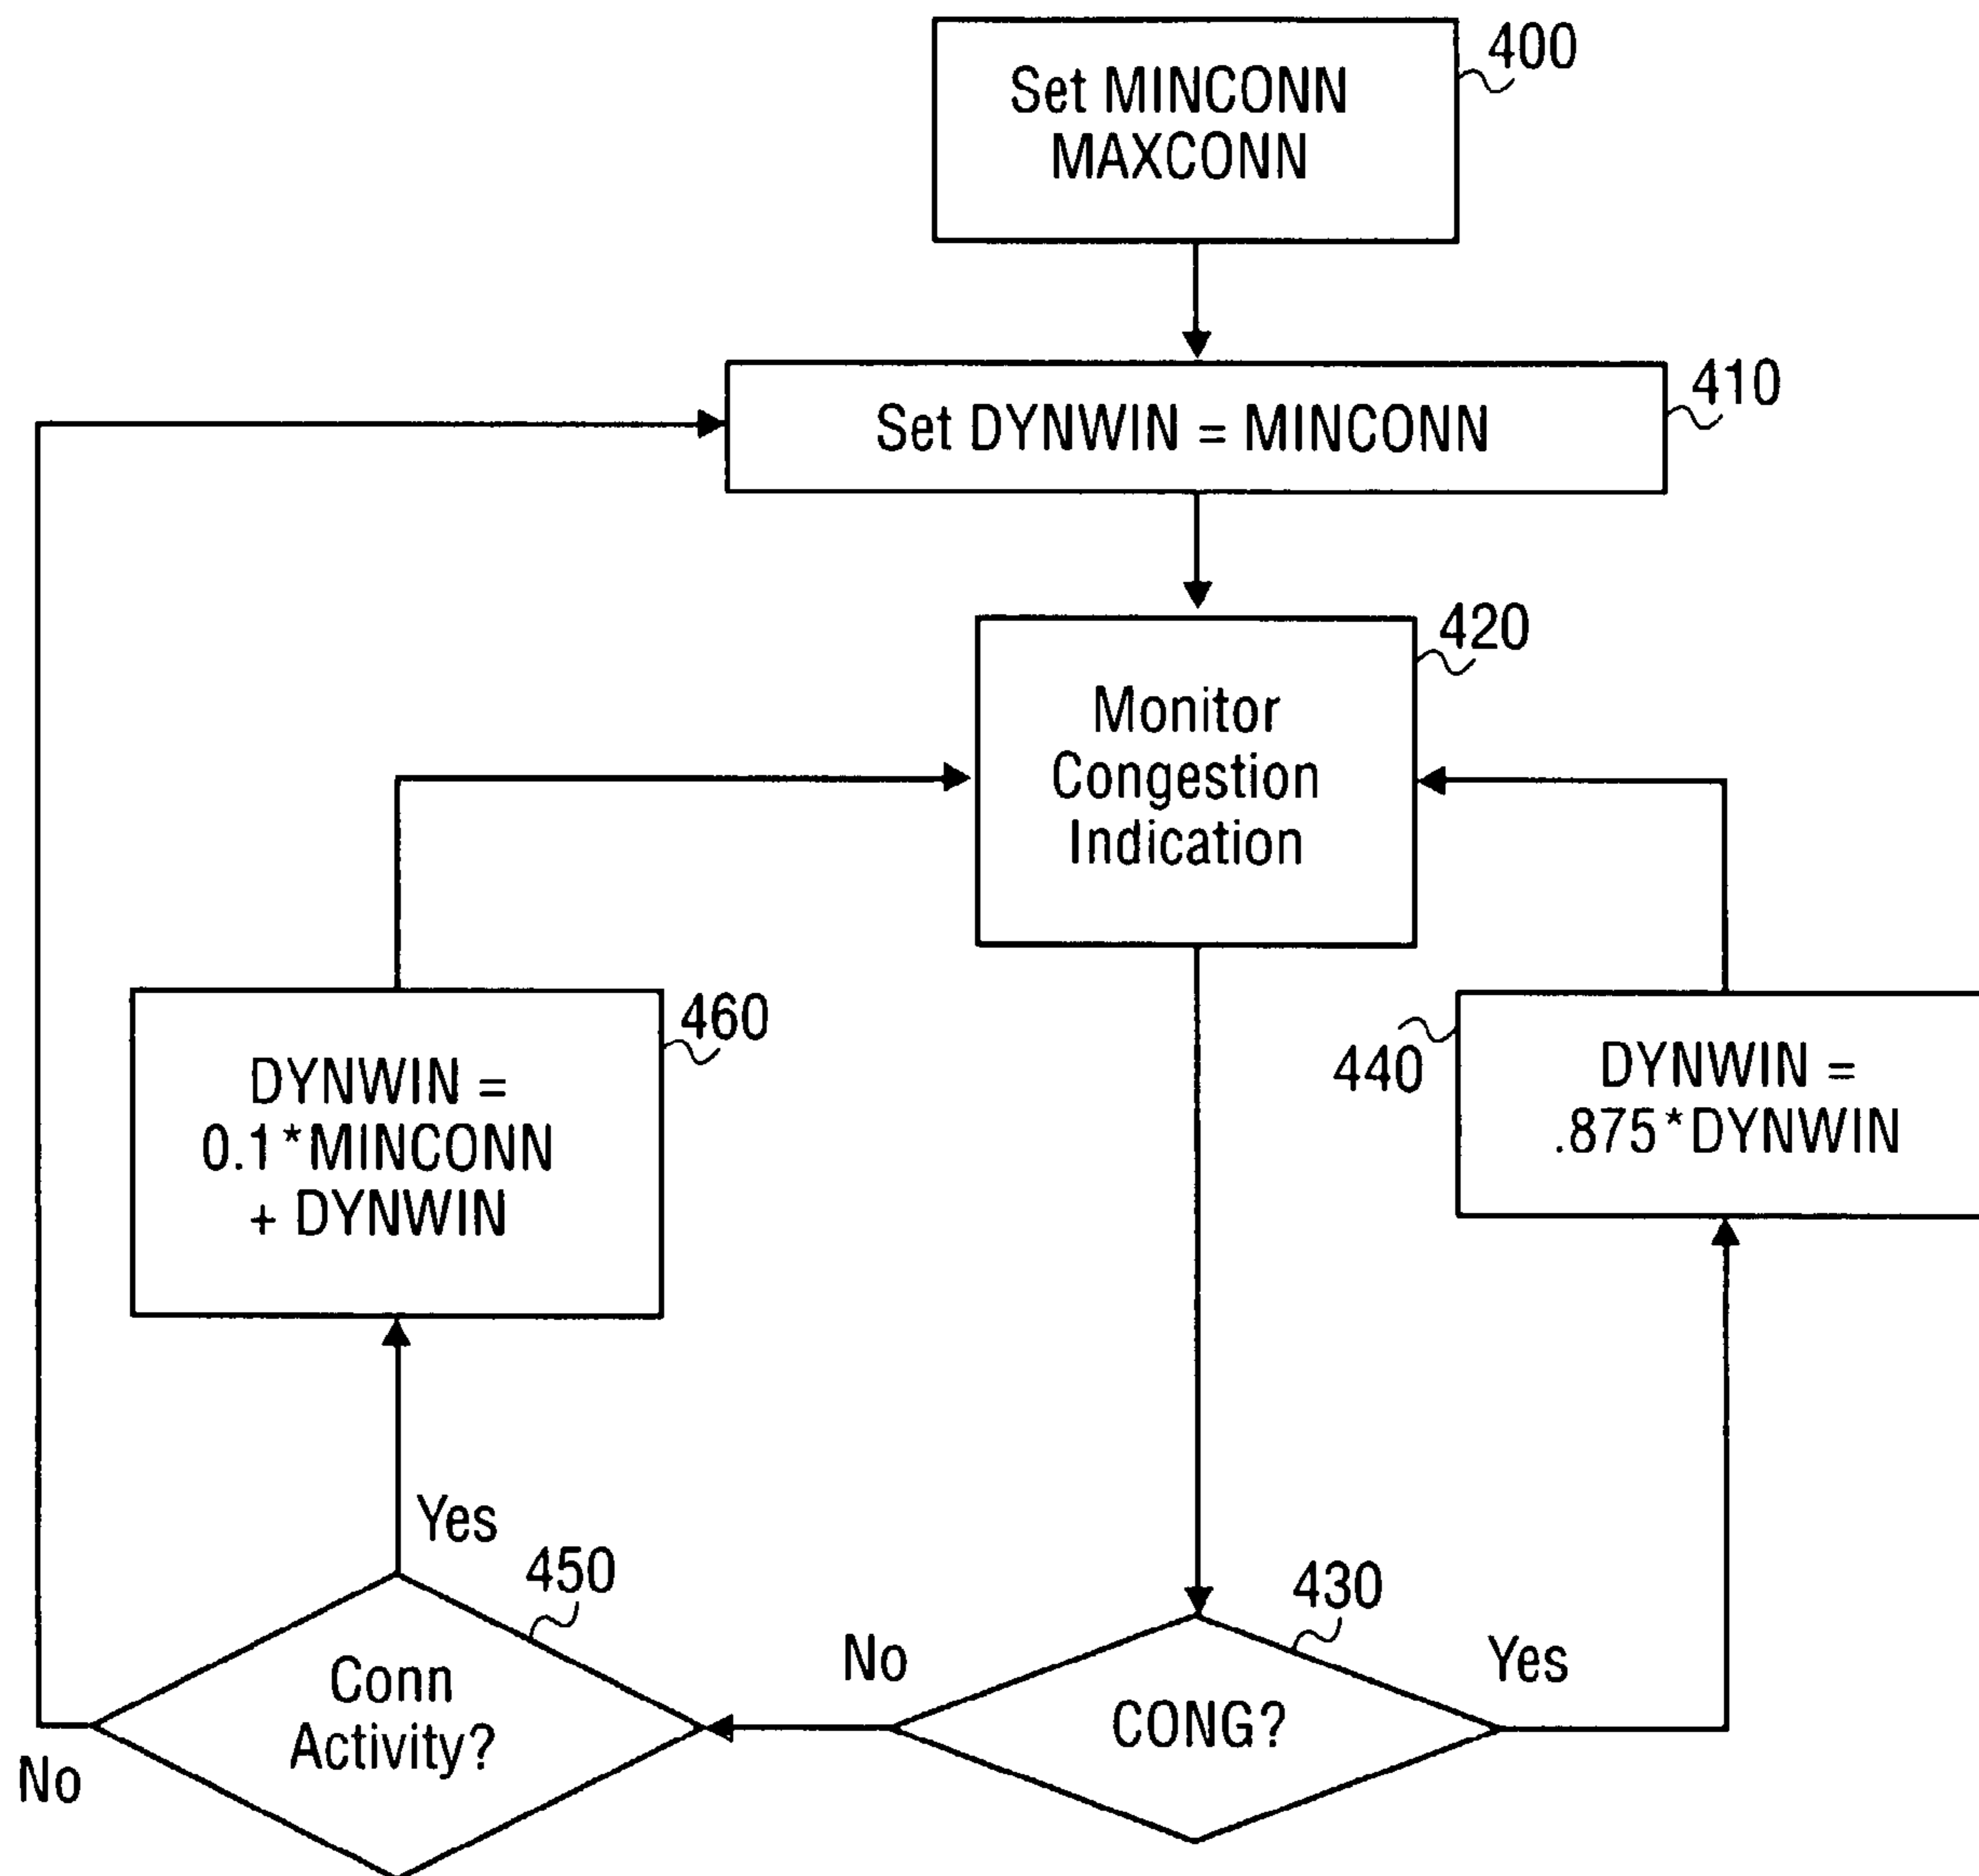 400
Set MINCONN
MAXCONN
410
Set DYNWIN = MINCONN
420
Monitor
Congestion
Indication
460
DYNWIN =
0.1*MINCONN
+ DYNWIN
440
DYNWIN =
.875*DYNWIN
Yes
450
Conn
Activity?
No
No
430
CONG?
Yes